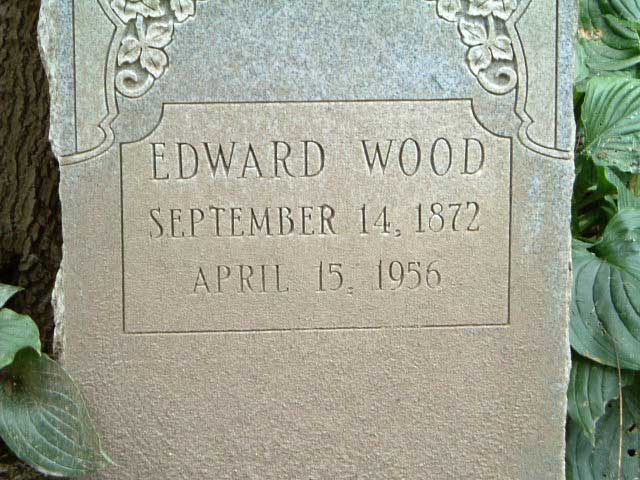 EDWARD WOOD
SEPTEMBER 14, 1872
APRIL 15, 1956